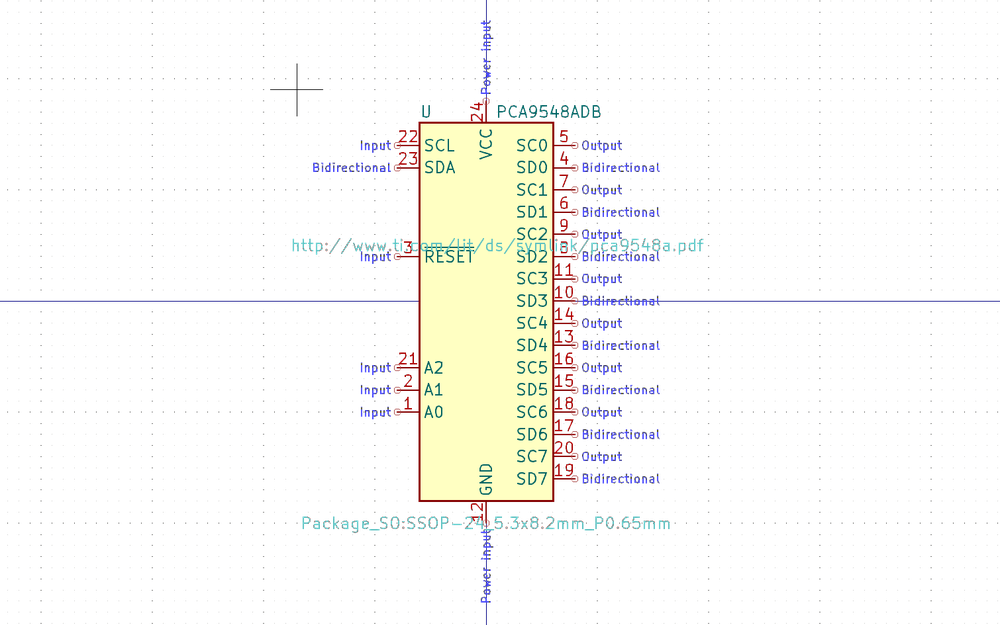 Power input
24
U PCA9548ADB
VCC
Input 22 SCL SC0 5 Output
Bidirectional 23 SDA SD0 4 Bidirectional
SC1 7 Output
SD1 6 Bidirectional
SC2 9 Output
http://www.ti.com/lit/ds/symlink/pca9548a.pdf
Input 3 RESET SD2 8 Bidirectional
SC3 11 Output
SD3 10 Bidirectional
SC4 14 Output
SD4 13 Bidirectional
Input 21 A2 SC5 16 Output
Input 2 A1 SD5 15 Bidirectional
Input 1 A0 SC6 18 Output
SD6 17 Bidirectional
SC7 20 Output
SD7 19 Bidirectional
GND
12
Package_SO:SSOP-24_5.3x8.2mm_P0.65mm
Power input